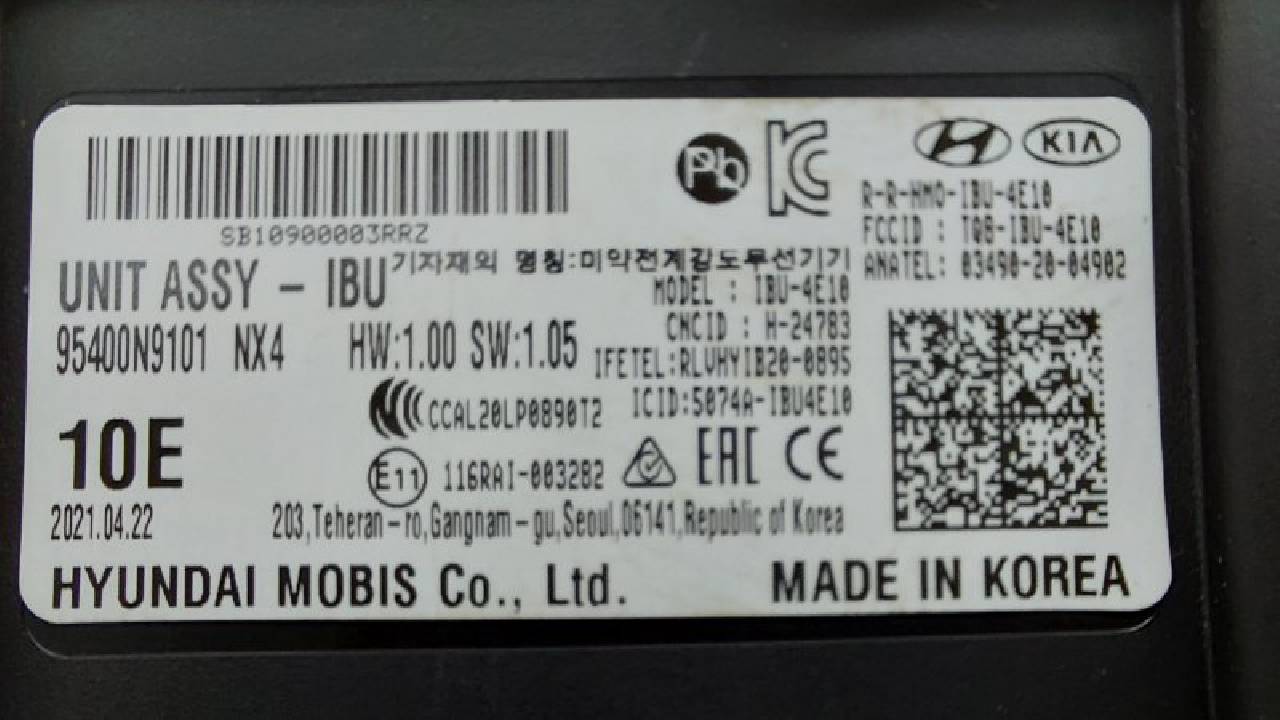 SB10900003RRZ
Pb
KC
HYUNDAI MOBIS Co., Ltd.
KIA
R-R-HMO-IBU-4E10
FCCID : TQ8-IBU-4E10
ANATEL: 03490-20-04902
UNIT ASSY - IBU
기자재의 명칭:미약전계강도무선기기
MODEL : IBU-4E10
95400N9101 NX4 HW:1.00 SW:1.05
CNCID : H-24783
IFETEL:RLVHYIB20-0895
ICID:5074A-IBU4E10
CCAL20LP0890T2
10E
E11 116RAI-003282
EAC CE
2021.04.22
203,Teheran-ro,Gangnam-gu,Seoul,06141,Republic of Korea
MADE IN KOREA